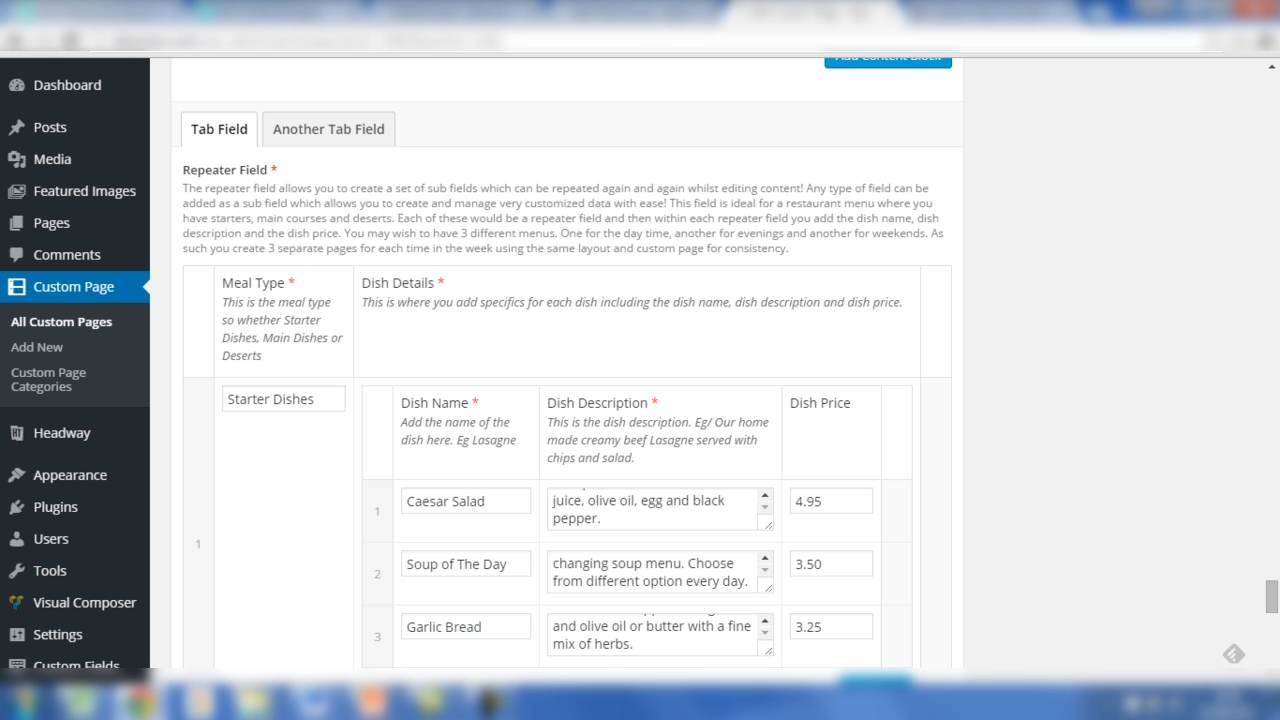 Add Content Block
Dashboard
Posts
Media
Featured Images
Pages
Comments
Custom Page
All Custom Pages
Add New
Custom Page
Categories
Headway
Appearance
Plugins
Users
Tools
Visual Composer
Settings
Custom Fields
Tab Field
Another Tab Field
Repeater Field *
The repeater field allows you to create a set of sub fields which can be repeated again and again whilst editing content! Any type of field can be
added as a sub field which allows you to create and manage very customized data with ease! This field is ideal for a restaurant menu where you
have starters, main courses and deserts. Each of these would be a repeater field and then within each repeater field you add the dish name, dish
description and the dish price. You may wish to have 3 different menus. One for the day time, another for evenings and another for weekends. As
such you create 3 separate pages for each time in the week using the same layout and custom page for consistency.
Meal Type *
This is the meal type
so whether Starter
Dishes, Main Dishes or
Deserts
Dish Details *
This is where you add specifics for each dish including the dish name, dish description and dish price.
1
Starter Dishes
Dish Name *
Add the name of the
dish here. Eg Lasagne
Dish Description *
This is the dish description. Eg/ Our home
made creamy beef Lasagne served with
chips and salad.
Dish Price
1
Caesar Salad
juice, olive oil, egg and black
pepper.
4.95
2
Soup of The Day
changing soup menu. Choose
from different option every day.
3.50
3
Garlic Bread
and olive oil or butter with a fine
mix of herbs.
3.25